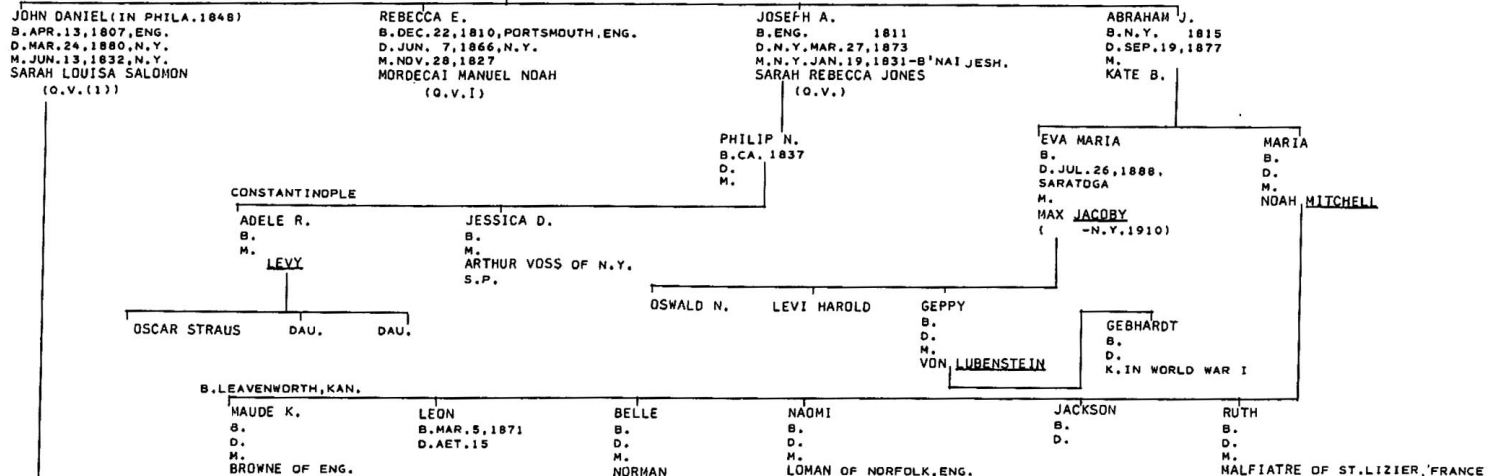 JOHN DANIEL(IN PHILA.1848)
B.APR.13,1807,ENG.
D.MAR.24,1880,N.Y.
M.JUN.13,1832,N.Y.
SARAH LOUISA SALOMON
(Q.V.(1))
REBECCA E.
B.DEC.22,1810,PORTSMOUTH,ENG.
D.JUN. 7,1866,N.Y.
M.NOV.28,1827
MORDECAI MANUEL NOAH
(Q.V.I)
JOSEPH A.
B.ENG. 1811
D.N.Y.MAR.27,1873
M.N.Y.JAN.19,1831-B'NAI JESH.
SARAH REBECCA JONES
(Q.V.)
ABRAHAM J.
B.N.Y. 1815
D.SEP.19,1877
M.
KATE B.
PHILIP N.
B.CA. 1837
D.
M.
EVA MARIA
B.
D.JUL.26,1888,
SARATOGA
M.
MAX JACOBY
( -N.Y.1910)
MARIA
B.
D.
M.
NOAH MITCHELL
CONSTANTINOPLE
ADELE R.
B.
M.
LEVY
JESSICA D.
B.
M.
ARTHUR VOSS OF N.Y.
S.P.
OSWALD N.
LEVI HAROLD
GEPPY
B.
D.
M.
VON LUBENSTEIN
GEBHARDT
B.
D.
K.IN WORLD WAR I
OSCAR STRAUS
DAU.
DAU.
B.LEAVENWORTH,KAN.
MAUDE K.
B.
D.
M.
BROWNE OF ENG.
LEON
B.MAR.5,1871
D.AET.15
BELLE
B.
D.
M.
NORMAN
NAOMI
B.
D.
M.
LOMAN OF NORFOLK,ENG.
JACKSON
B.
D.
RUTH
B.
D.
M.
MALFIATRE OF ST.LIZIER,'FRANCE